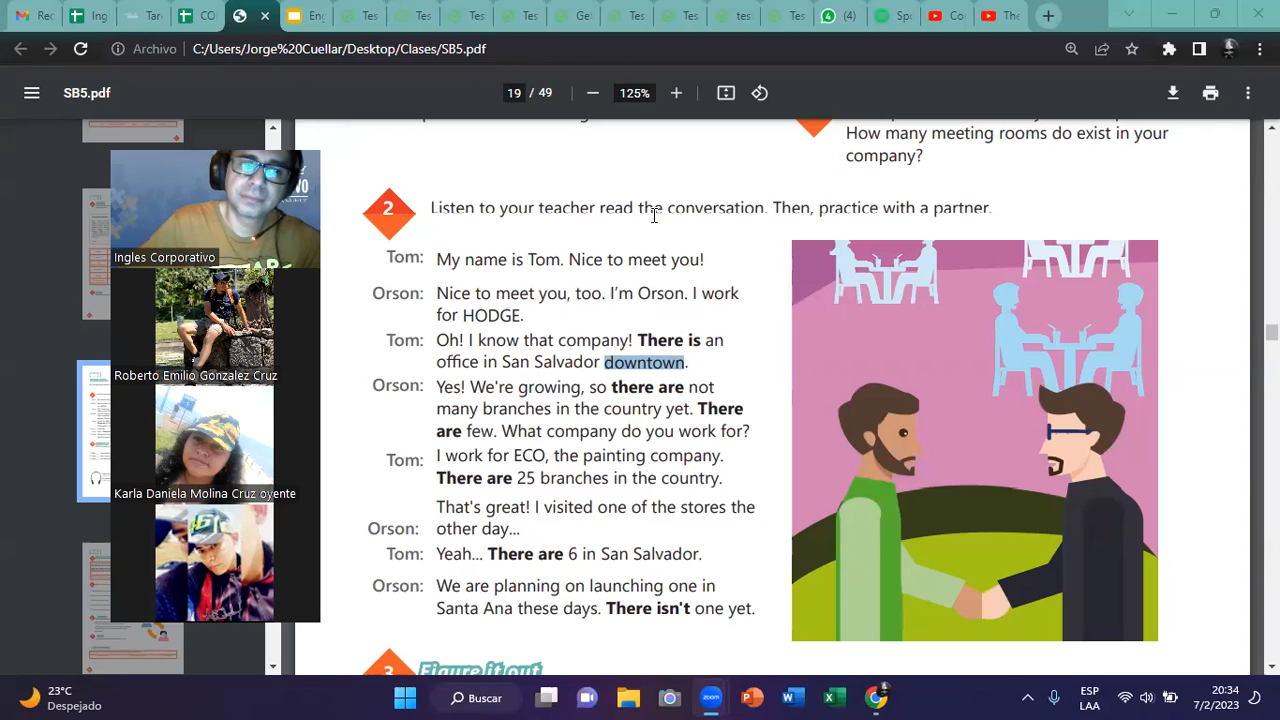 Rec
Ing
Tar
CO
Eng
Te
Te
Te
Ge
Te
Te
tes
Tes
(4)
Sp
Co
The
Archivo
C:/Users/Jorge%20Cuellar/Desktop/Clases/SB5.pdf
SB5.pdf
19 / 49
125%
How many meeting rooms do exist in your
company?
2
Listen to your teacher read the conversation. Then, practice with a partner.
Tom: My name is Tom. Nice to meet you!
Orson: Nice to meet you, too. I'm Orson. I work
for HODGE.
Tom: Oh! I know that company! There is an
office in San Salvador downtown.
Orson: Yes! We're growing, so there are not
many branches in the country yet. There
are few. What company do you work for?
Tom: I work for ECO, the painting company.
There are 25 branches in the country.
That's great! I visited one of the stores the
Orson: other day...
Tom: Yeah... There are 6 in San Salvador.
Orson: We are planning on launching one in
Santa Ana these days. There isn't one yet.
3
Figure it out
Ingles Corporativo
Roberto Emilio Gonzalez Cruz
Karla Daniela Molina Cruz oyente
23°C
Despejado
Buscar
ESP
LAA
20:34
7/2/2023